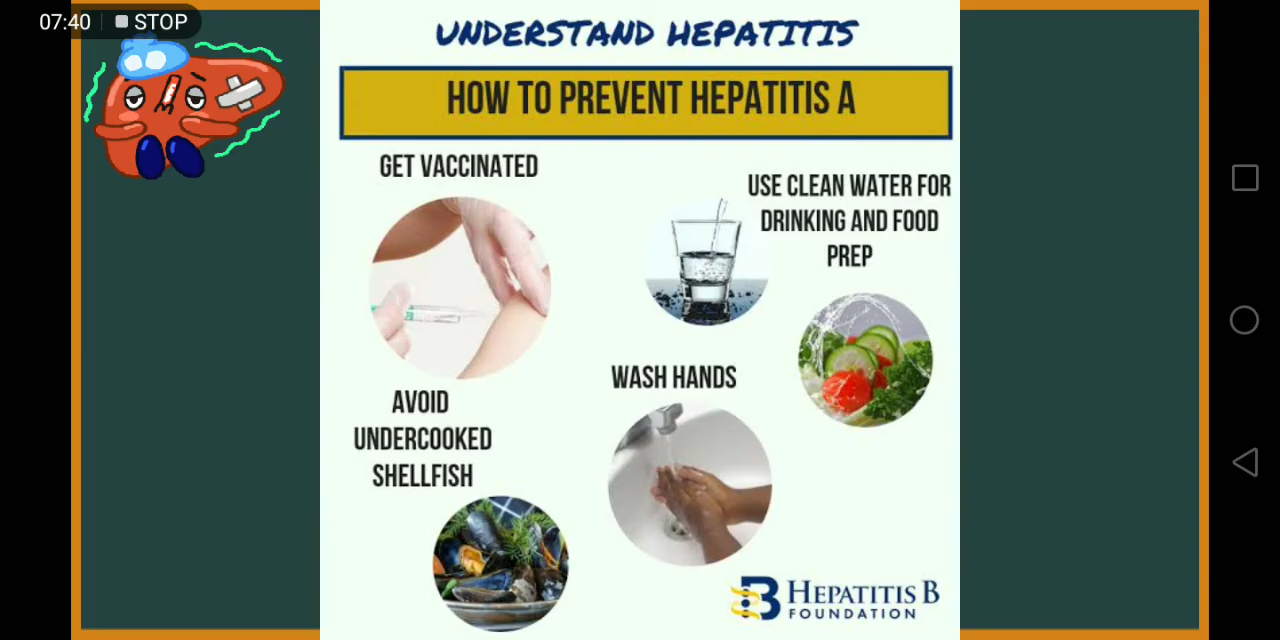 07:40
STOP
UNDERSTAND HEPATITIS
HOW TO PREVENT HEPATITIS A
GET VACCINATED
USE CLEAN WATER FOR
DRINKING AND FOOD
PREP
WASH HANDS
AVOID
UNDERCOOKED
SHELLFISH
B HEPATITIS B
FOUNDATION